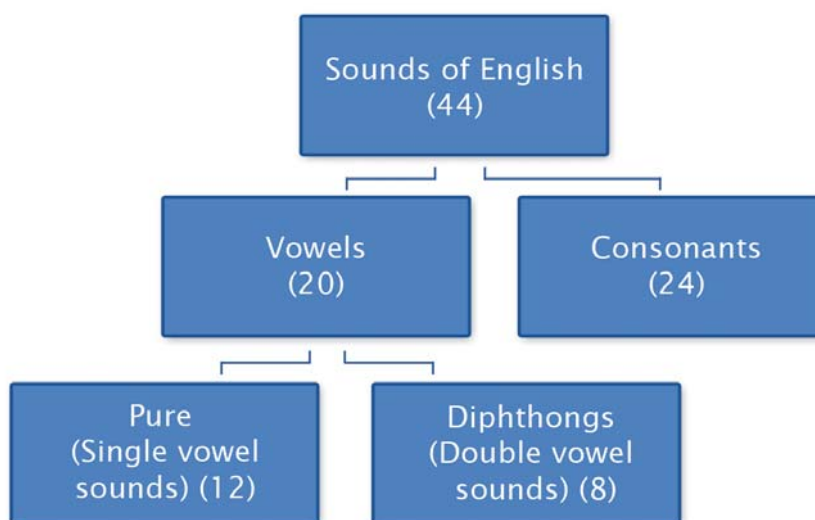 Sounds of English
(44)
Vowels
(20)
Consonants
(24)
Pure
(Single vowel
sounds) (12)
Diphthongs
(Double vowel
sounds) (8)